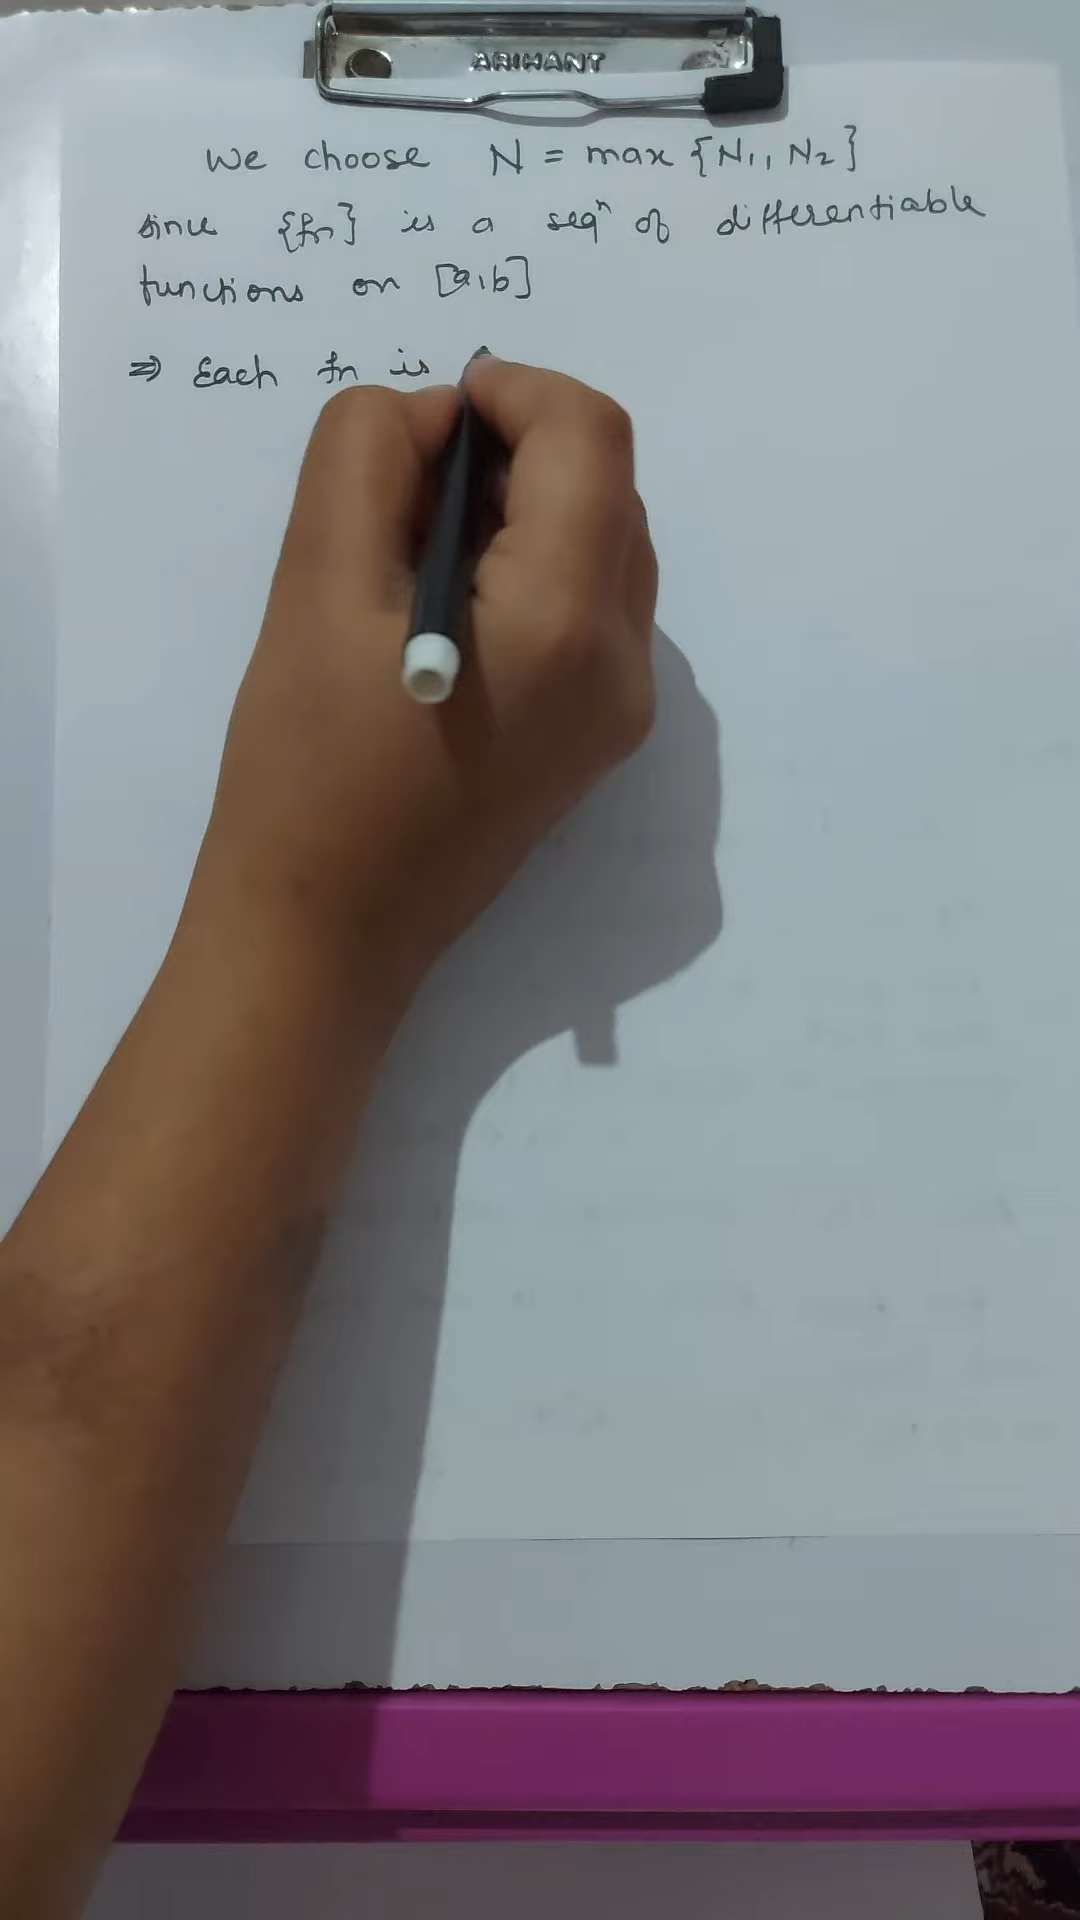 ARIHANT
We choose N = max {N1, N2}
since {fn} is a seqⁿ of differentiable
functions on [a,b]
⇒ Each fn is